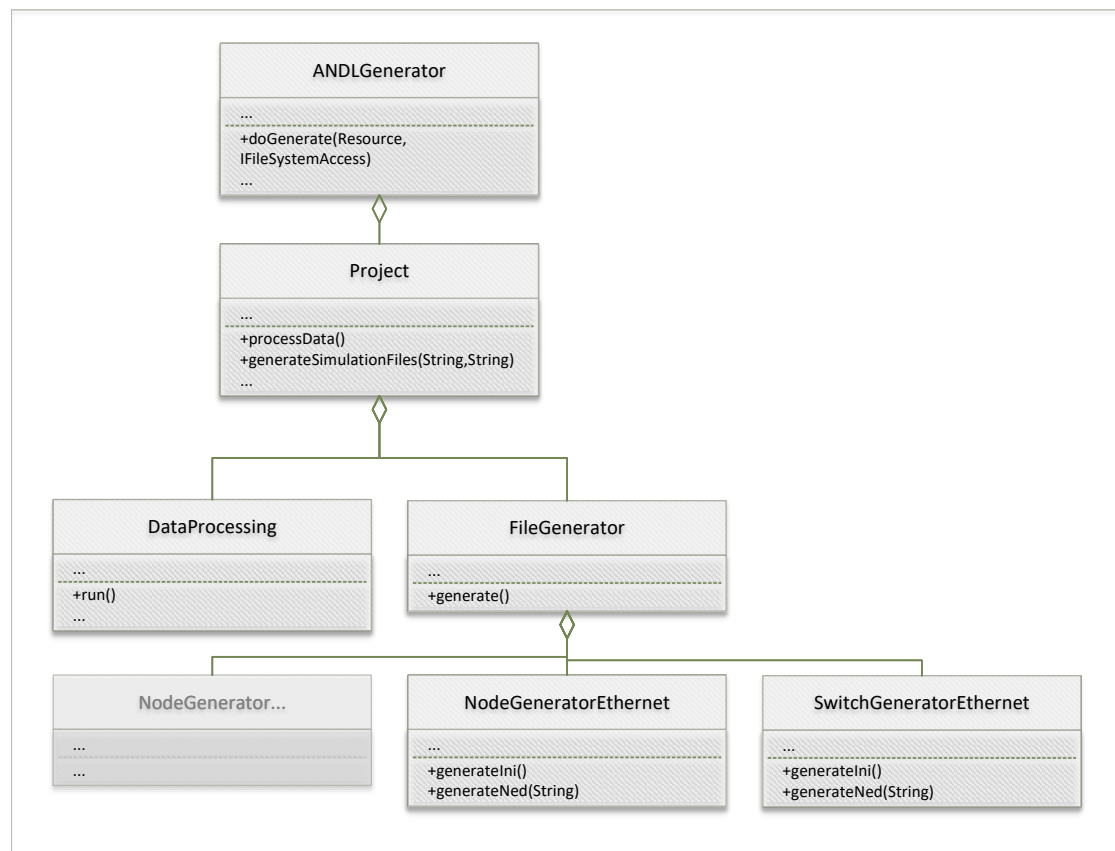 ANDLGenerator
...
+doGenerate(Resource,
IFileSystemAccess)
...
Project
...
+processData()
+generateSimulationFiles(String,String)
...
DataProcessing
...
+run()
...
FileGenerator
...
+generate()
NodeGenerator...
...
...
NodeGeneratorEthernet
...
+generateIni()
+generateNed(String)
SwitchGeneratorEthernet
...
+generateIni()
+generateNed(String)